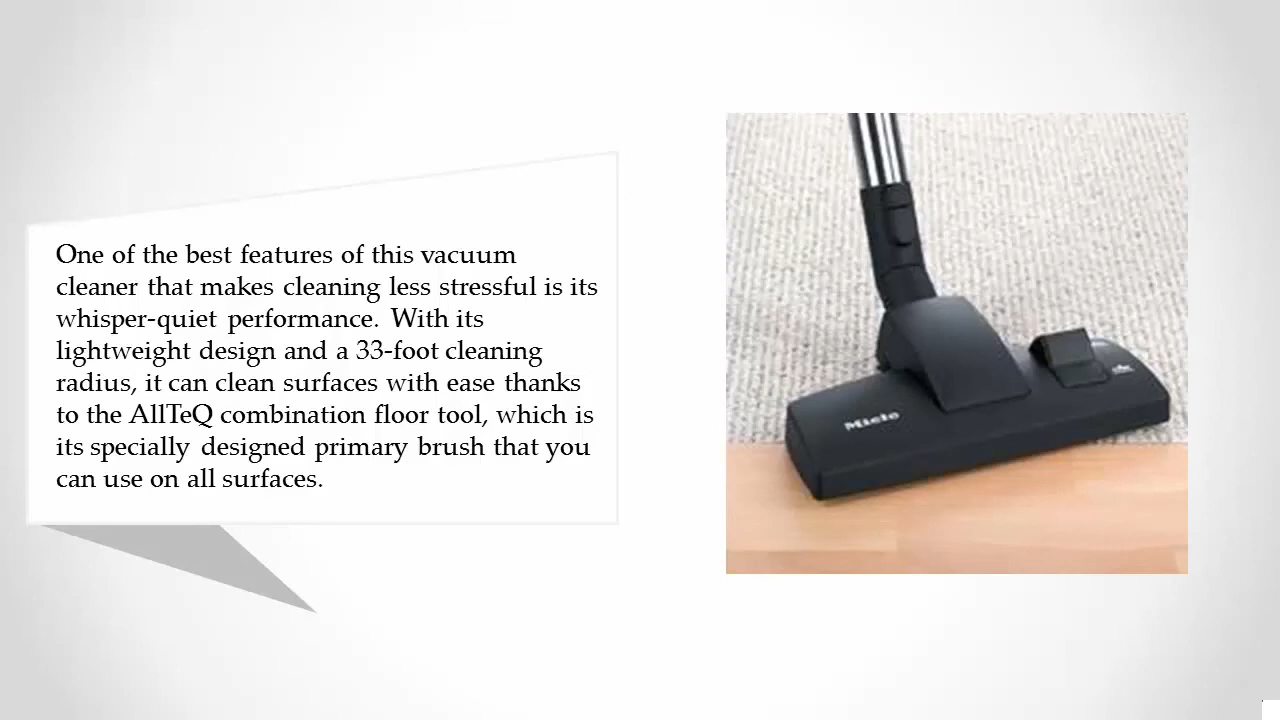 One of the best features of this vacuum
cleaner that makes cleaning less stressful is its
whisper-quiet performance. With its
lightweight design and a 33-foot cleaning
radius, it can clean surfaces with ease thanks
to the AllTeQ combination floor tool, which is
its specially designed primary brush that you
can use on all surfaces.
Miele